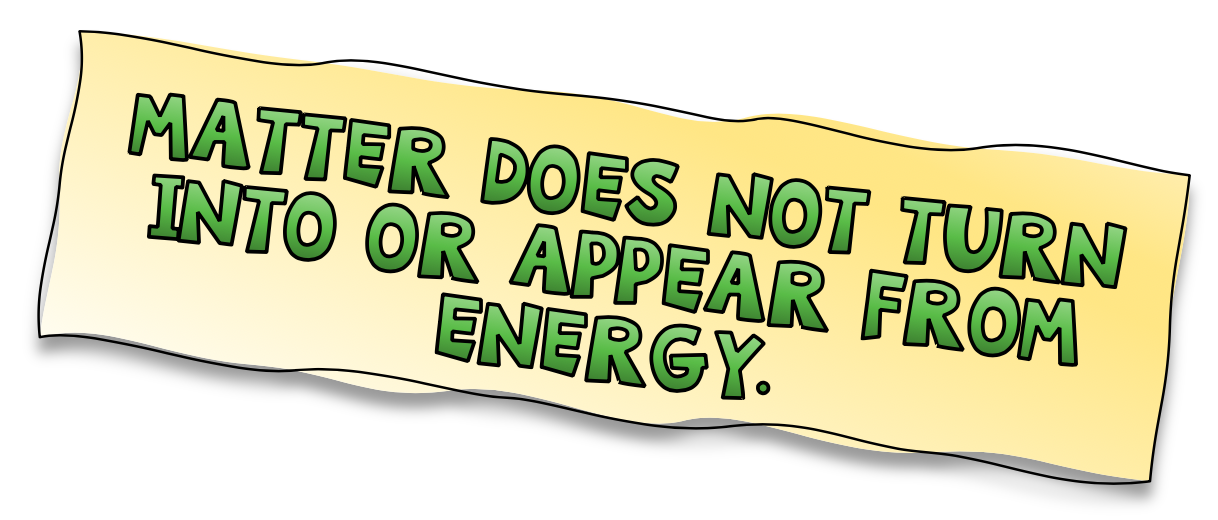 MATTER DOES NOT TURN
INTO OR APPEAR FROM
ENERGY.